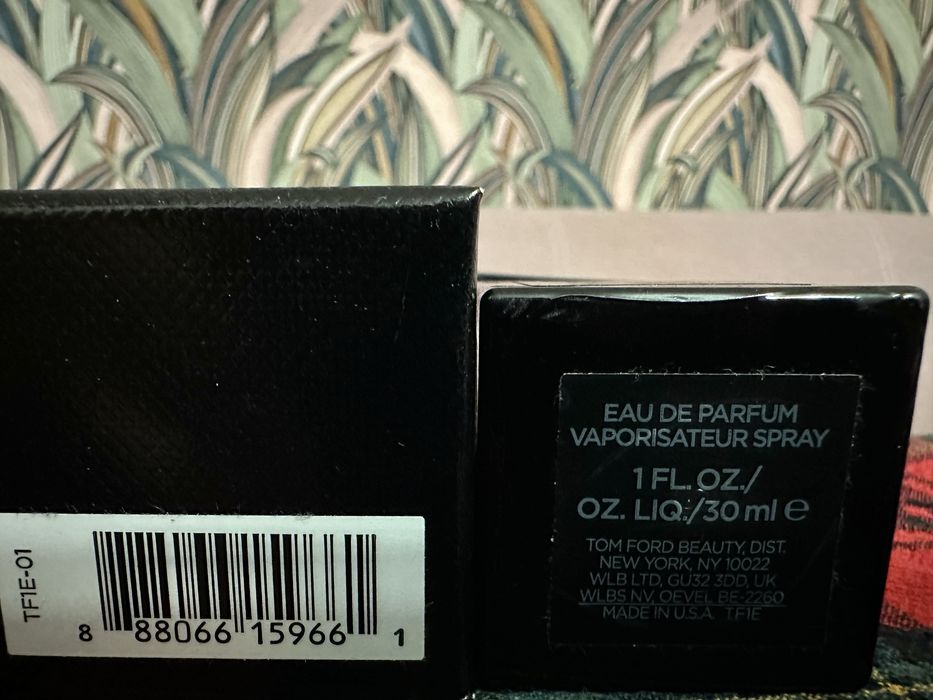 TF1E-01
8 88066 15966 1
EAU DE PARFUM
VAPORISATEUR SPRAY
1 FL. OZ./
OZ. LIQ./30 ml e
TOM FORD BEAUTY, DIST.
NEW YORK, NY 10022
WLB LTD, GU32 3DD, UK
WLBS NV, OEVEL BE-2260
MADE IN U.S.A. TF1E